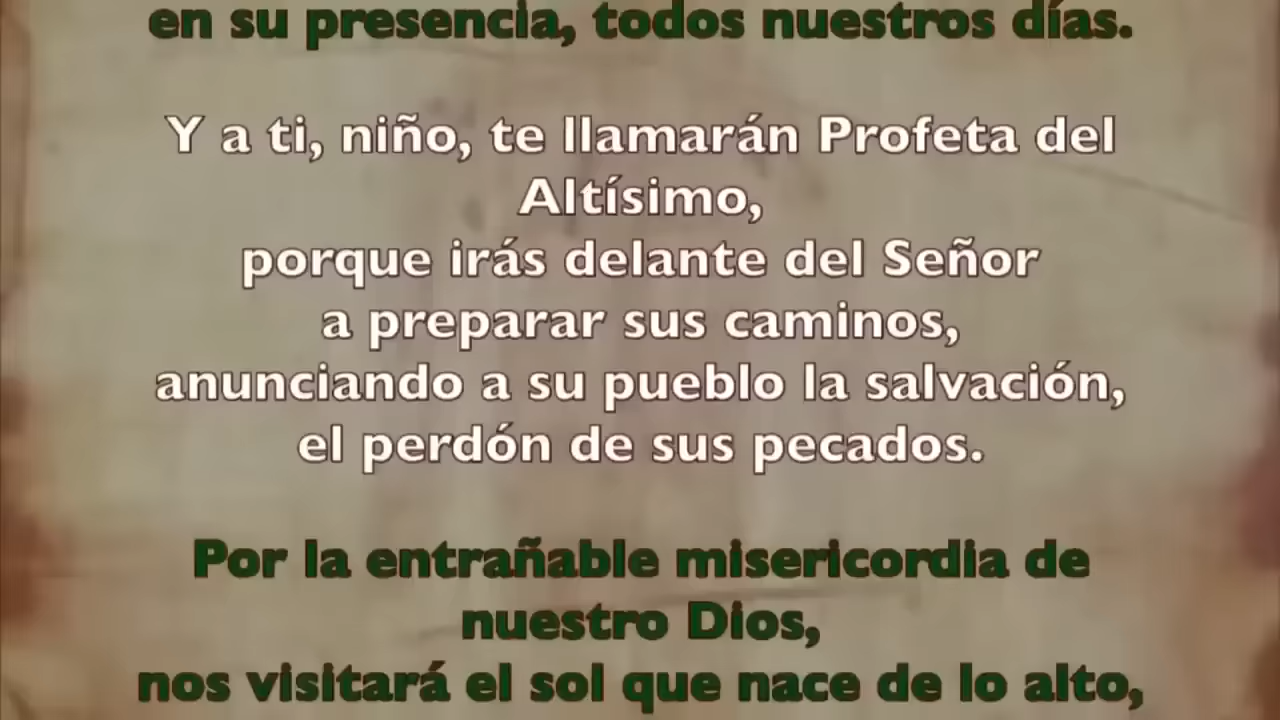 en su presencia, todos nuestros días.
Y a ti, niño, te llamarán Profeta del
Altísimo,
porque irás delante del Señor
a preparar sus caminos,
anunciando a su pueblo la salvación,
el perdón de sus pecados.
Por la entrañable misericordia de
nuestro Dios,
nos visitará el sol que nace de lo alto,